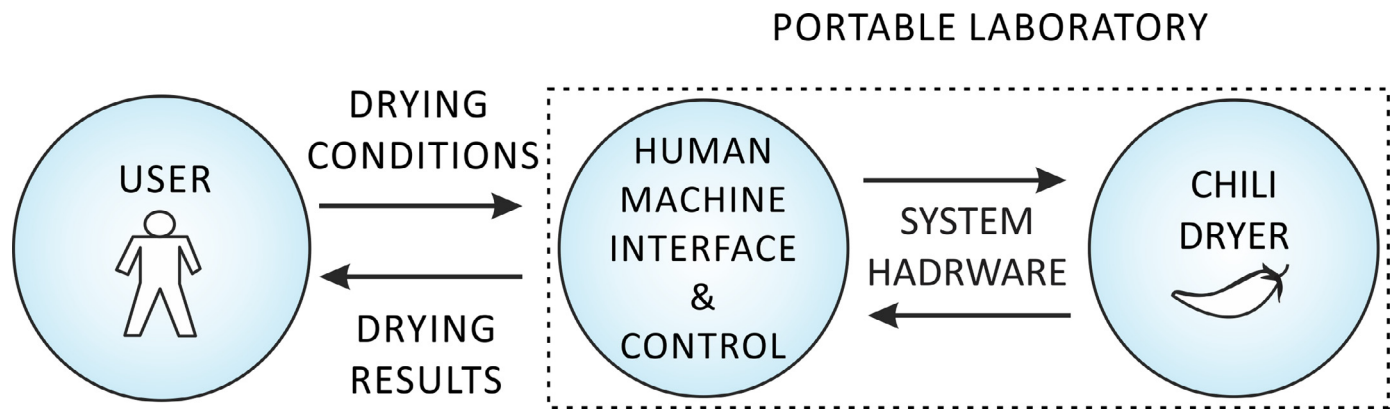 PORTABLE LABORATORY
USER
DRYING
CONDITIONS
DRYING
RESULTS
HUMAN
MACHINE
INTERFACE
&
CONTROL
SYSTEM
HADRWARE
CHILI
DRYER